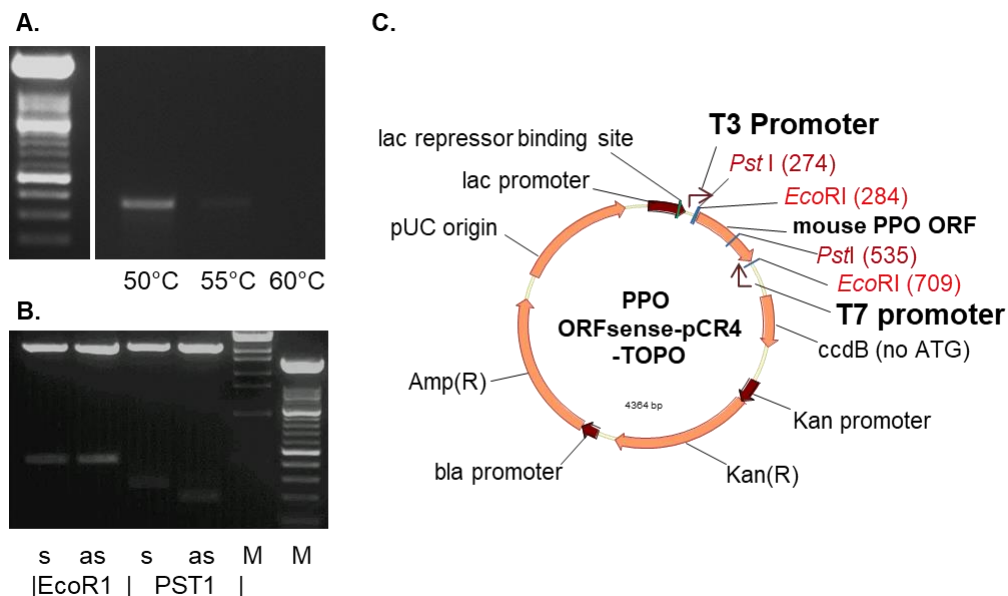 A.
50°C 55°C 60°C
B.
s as s as M M
|EcoR1 | PST1 |
C.
T3 Promoter
lac repressor binding site
Pst I (274)
lac promoter
EcoRI (284)
mouse PPO ORF
pUC origin
PstI (535)
EcoRI (709)
T7 promoter
PPO
ORFsense-pCR4
-TOPO
ccdB (no ATG)
Amp(R)
4364 bp
Kan promoter
bla promoter
Kan(R)